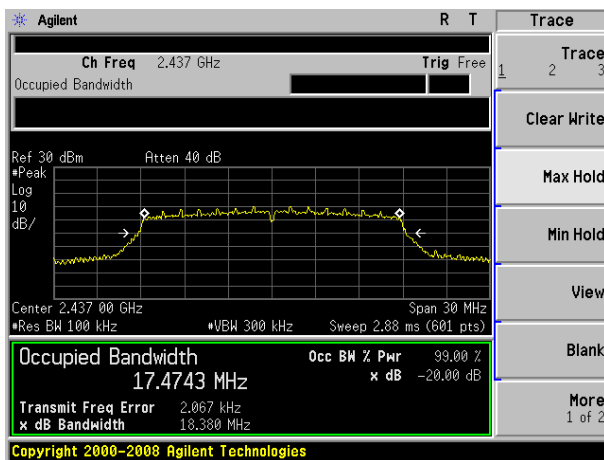 Agilent R T Trace
Ch Freq 2.437 GHz Trig Free
Occupied Bandwidth
Trace
1 2 3
Clear Write
Max Hold
Min Hold
View
Blank
More
1 of 2
Ref 30 dBm Atten 40 dB
#Peak
Log
10
dB/
Center 2.437 00 GHz Span 30 MHz
#Res BW 100 kHz #VBW 300 kHz Sweep 2.88 ms (601 pts)
Occupied Bandwidth Occ BW % Pwr 99.00 %
17.4743 MHz x dB -20.00 dB
Transmit Freq Error 2.067 kHz
x dB Bandwidth 18.380 MHz
Copyright 2000-2008 Agilent Technologies